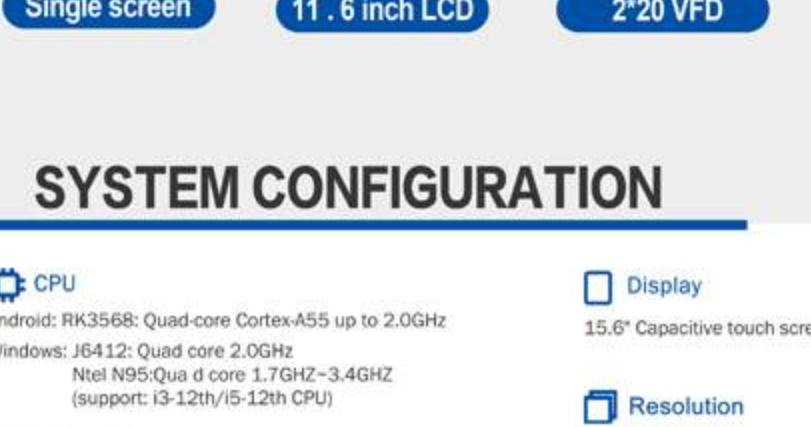 Single screen
11 . 6 inch LCD
2*20 VFD
SYSTEM CONFIGURATION
CPU
ndroid: RK3568: Quad-core Cortex-A55 up to 2.0GHz
indows: J6412: Quad core 2.0GHz
Ntel N95:Qua d core 1.7GHZ~3.4GHZ
(support: i3-12th/i5-12th CPU)
Display
15.6" Capacitive touch scre
Resolution